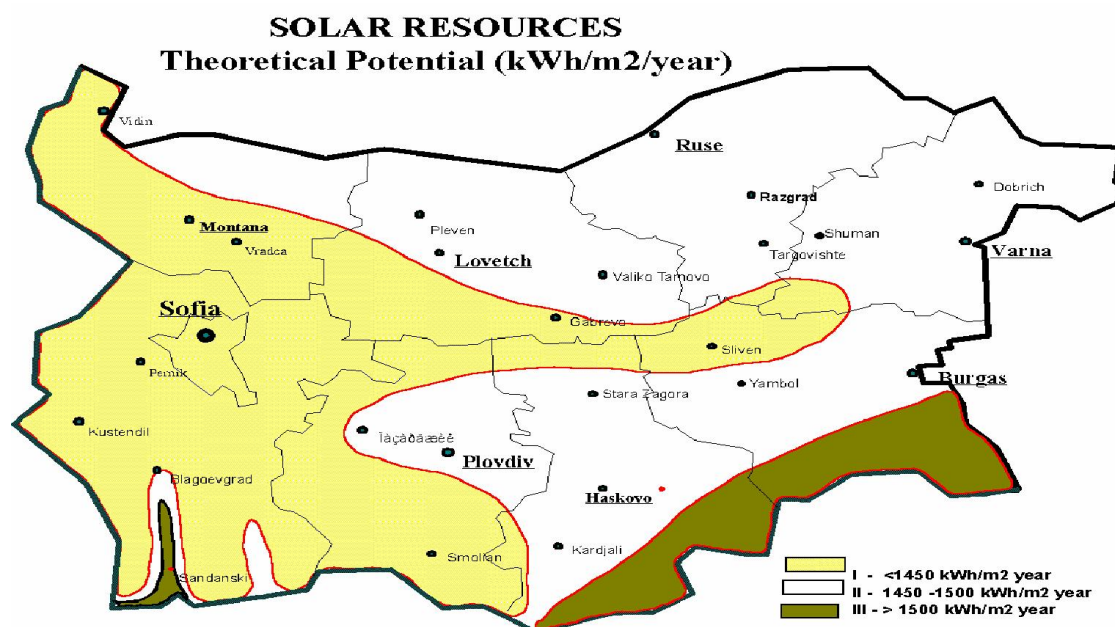 SOLAR RESOURCES
Theoretical Potential (kWh/m2/year)
Vidin
Ruse
Razgrad
Dobrich
Montana
Pleven
Shuman
Vradca
Lovetch
Targovishte
Varna
Valiko Tarnovo
Sofia
Gabrevo
Sliven
Pernik
Yambol
Burgas
Stara Zagora
Kustendil
Ïàçàðäæèê
Plovdiv
Blagoevgrad
Haskovo
Kardjali
Smolian
Sandanski
I - <1450 kWh/m2 year
II - 1450 -1500 kWh/m2 year
III - > 1500 kWh/m2 year